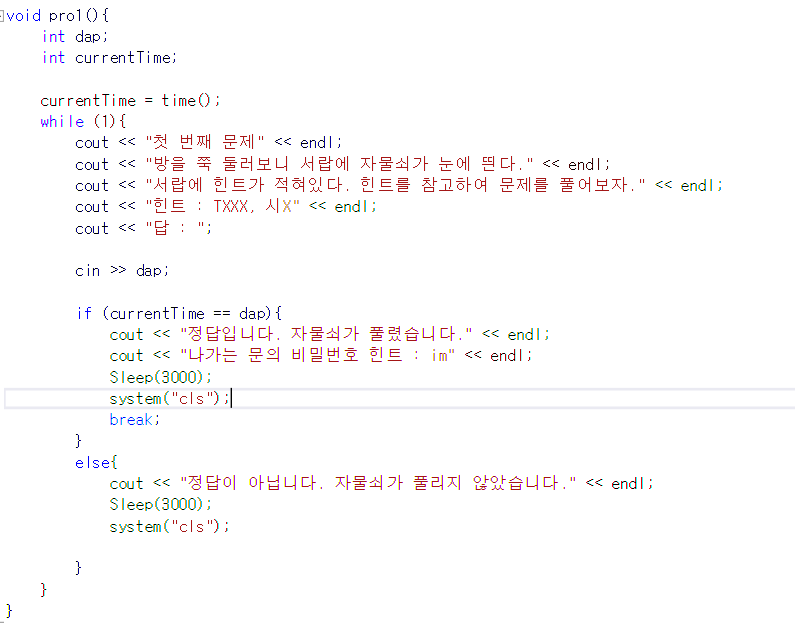 void pro1(){
int dap;
int currentTime;
currentTime = time();
while (1){
cout << "첫 번째 문제" << endl;
cout << "방을 쭉 둘러보니 서랍에 자물쇠가 눈에 띈다." << endl;
cout << "서랍에 힌트가 적혀있다. 힌트를 참고하여 문제를 풀어보자." << endl;
cout << "힌트 : TXXX, 시X" << endl;
cout << "답 : ";
cin >> dap;
if (currentTime == dap){
cout << "정답입니다. 자물쇠가 풀렸습니다." << endl;
cout << "나가는 문의 비밀번호 힌트 : im" << endl;
Sleep(3000);
system("cls");
break;
}
else{
cout << "정답이 아닙니다. 자물쇠가 풀리지 않았습니다." << endl;
Sleep(3000);
system("cls");
}
}
}